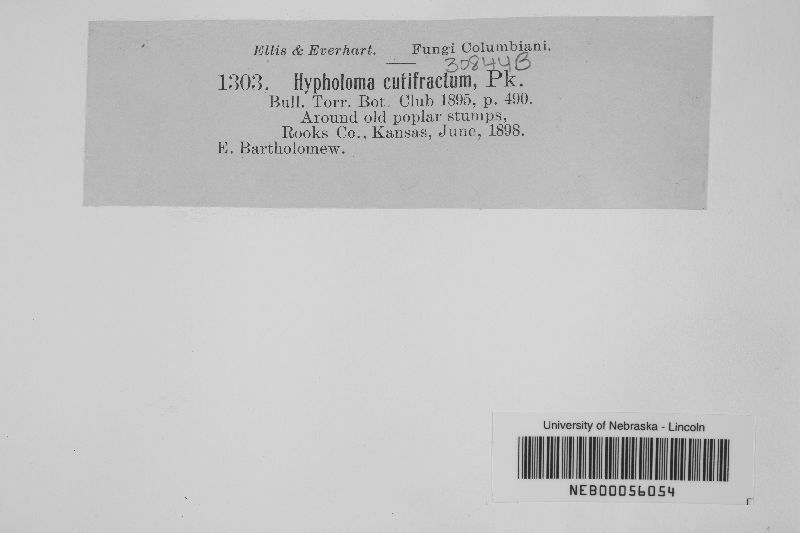 Ellis & Everhart. Fungi Columbiani.
30844B
1303. Hypholoma cutifractum, Pk.
Bull. Torr. Bot. Club 1895, p. 490.
Around old poplar stumps,
Rooks Co., Kansas, June, 1898.
E. Bartholomew.
University of Nebraska - Lincoln
NEB00056054